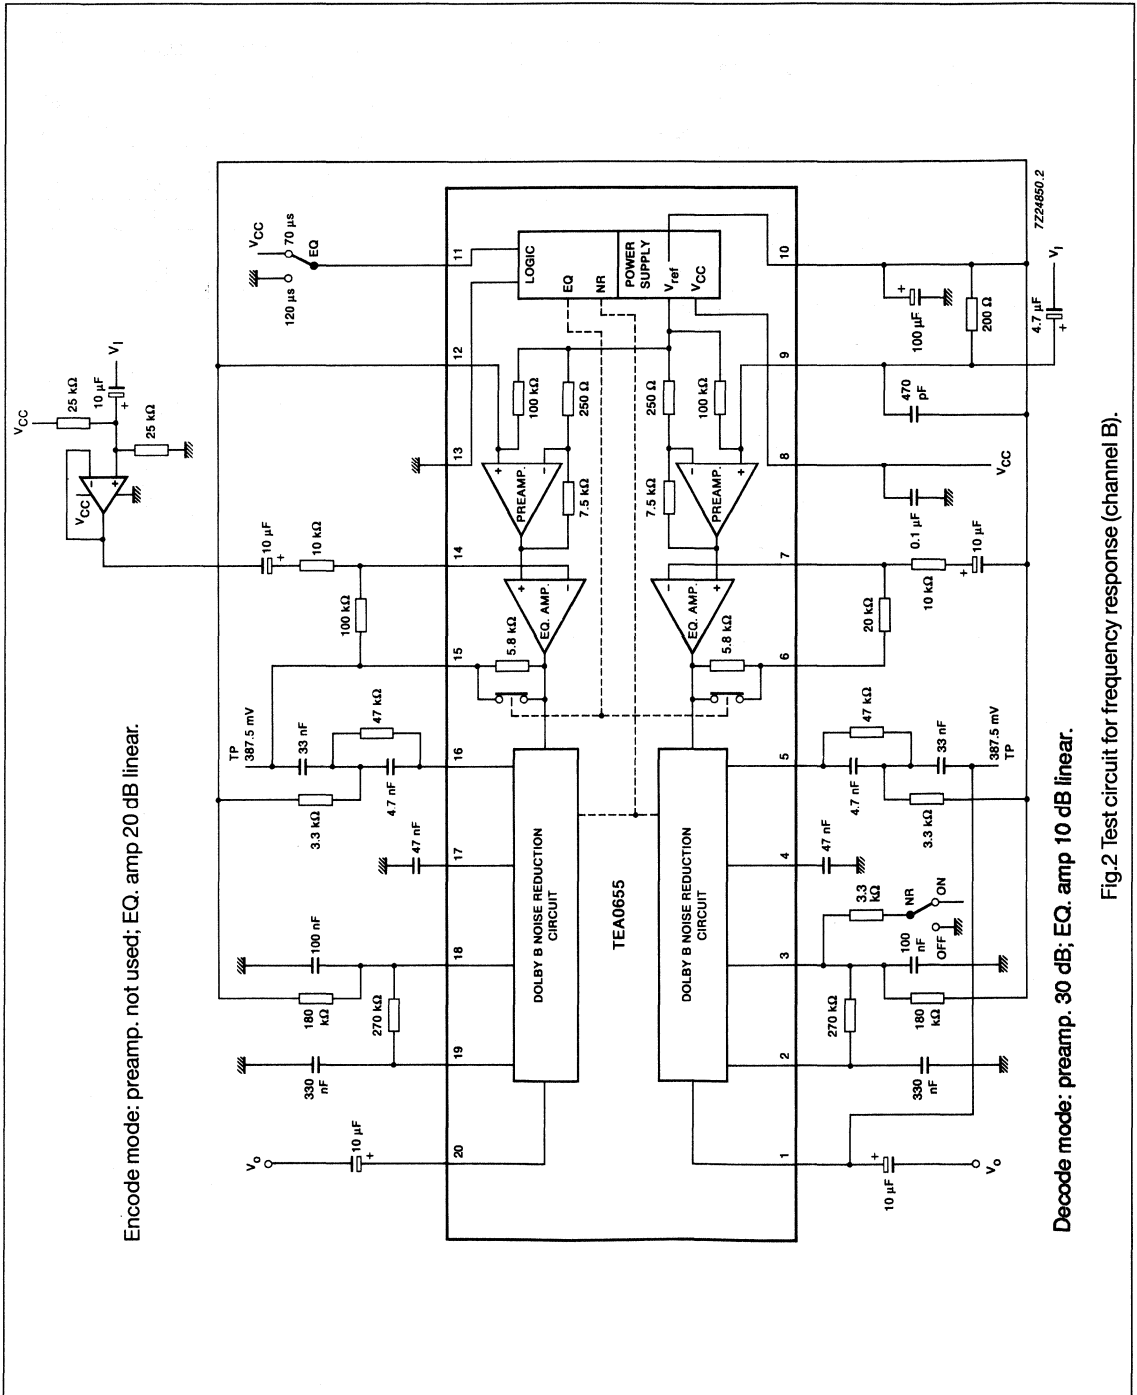 Encode mode: preamp. not used; EQ. amp 20 dB linear.
VCC
25 kΩ
10 µF
+
VI
25 kΩ
VCC
−
+
VCC
70 µs
EQ
120 µs
10 µF
+
10 kΩ
100 kΩ
TP
387.5 mV
33 nF
47 kΩ
3.3 kΩ
4.7 nF
47 nF
100 nF
180
kΩ
270 kΩ
330
nF
Vo
10 µF
+
20
19
18
17
16
15
14
13
12
11
LOGIC
EQ
NR
POWER
SUPPLY
Vref
VCC
100 kΩ
250 Ω
250 Ω
100 kΩ
+
−
PREAMP.
7.5 kΩ
7.5 kΩ
−
+
PREAMP.
+
−
EQ. AMP.
5.8 kΩ
−
+
EQ. AMP.
5.8 kΩ
DOLBY B NOISE REDUCTION
CIRCUIT
TEA0655
DOLBY B NOISE REDUCTION
CIRCUIT
1
2
3
4
5
6
7
8
9
10
Vo
10 µF
+
330
nF
270 kΩ
180
kΩ
100
nF
3.3
kΩ
NR
ON
OFF
47 nF
47 kΩ
4.7 nF
33 nF
3.3 kΩ
387.5 mV
TP
20 kΩ
10 kΩ
10 µF
+
0.1 µF
VCC
470
pF
100 µF
+
200 Ω
4.7 µF
+
VI
7Z24850.2
Decode mode: preamp. 30 dB; EQ. amp 10 dB linear.
Fig.2 Test circuit for frequency response (channel B).